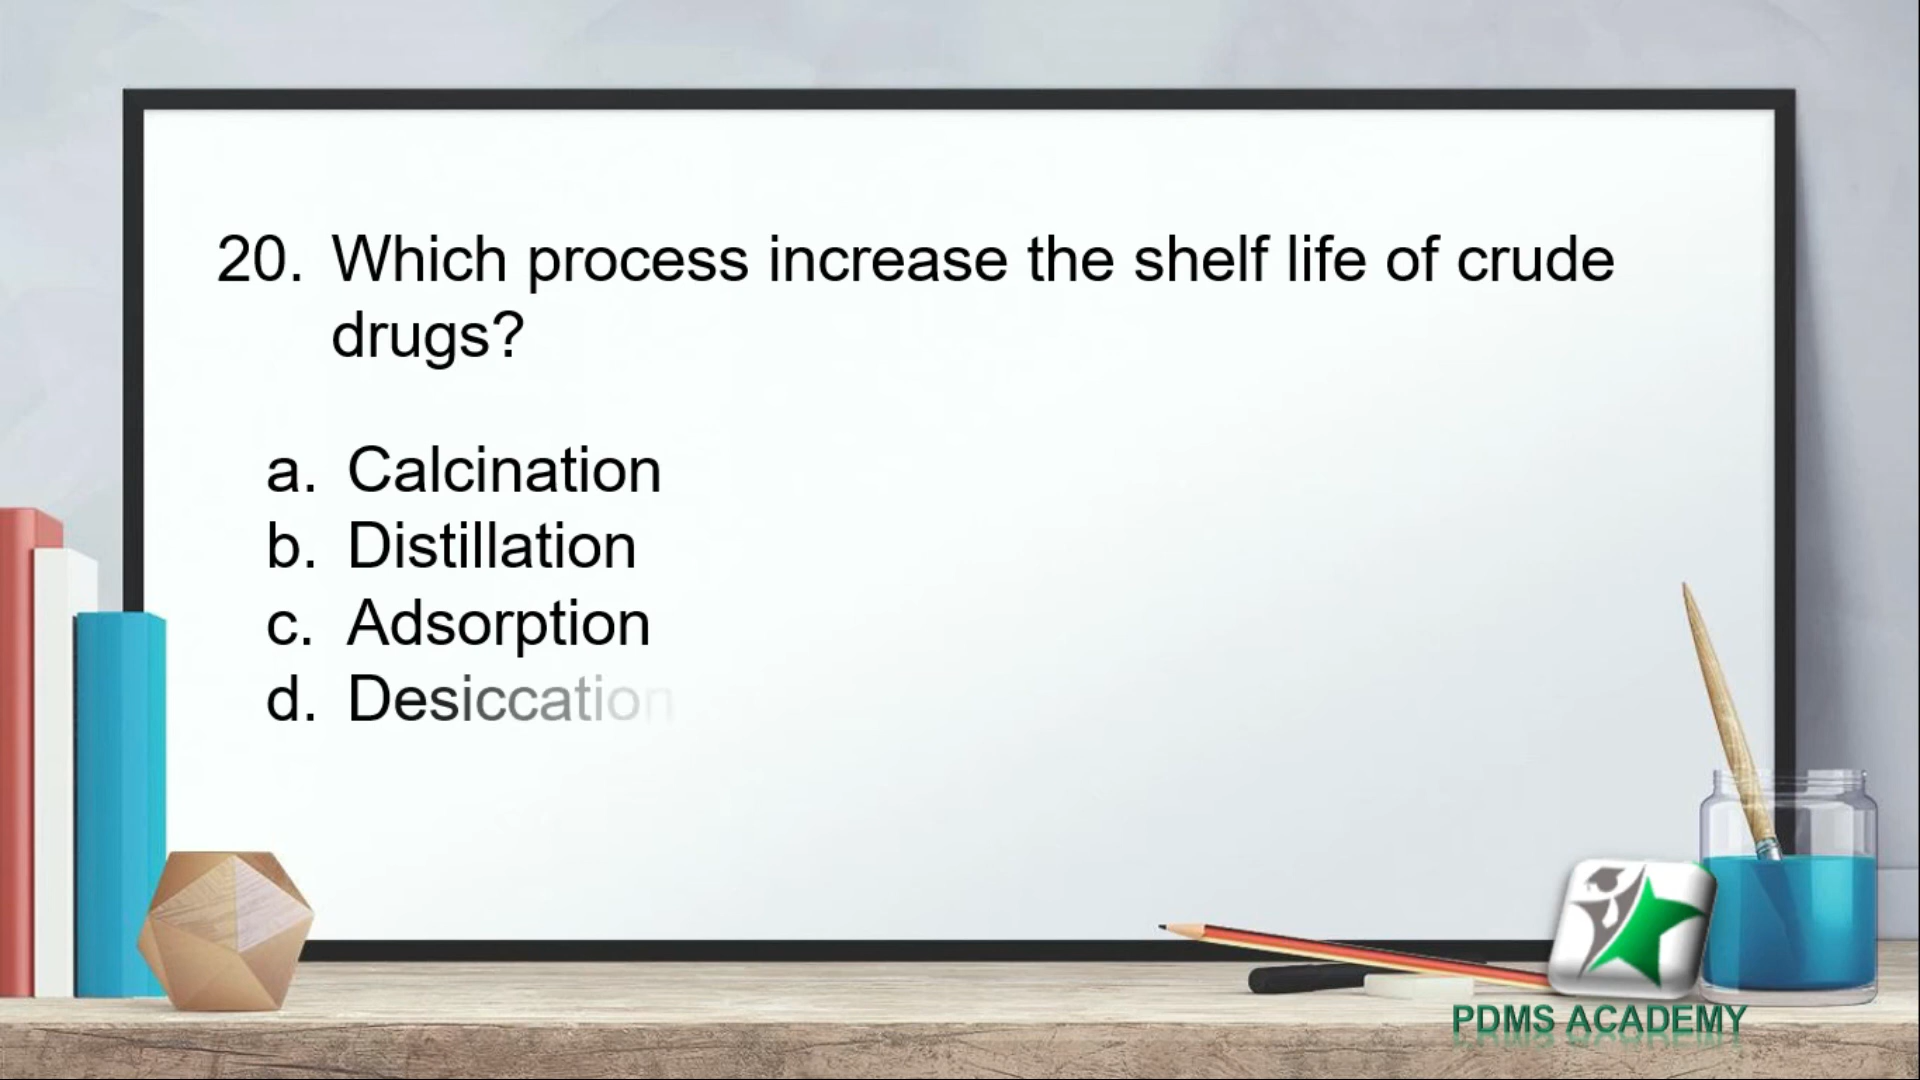 20. Which process increase the shelf life of crude
drugs?
a. Calcination
b. Distillation
c. Adsorption
d. Desiccation
PDMS ACADEMY